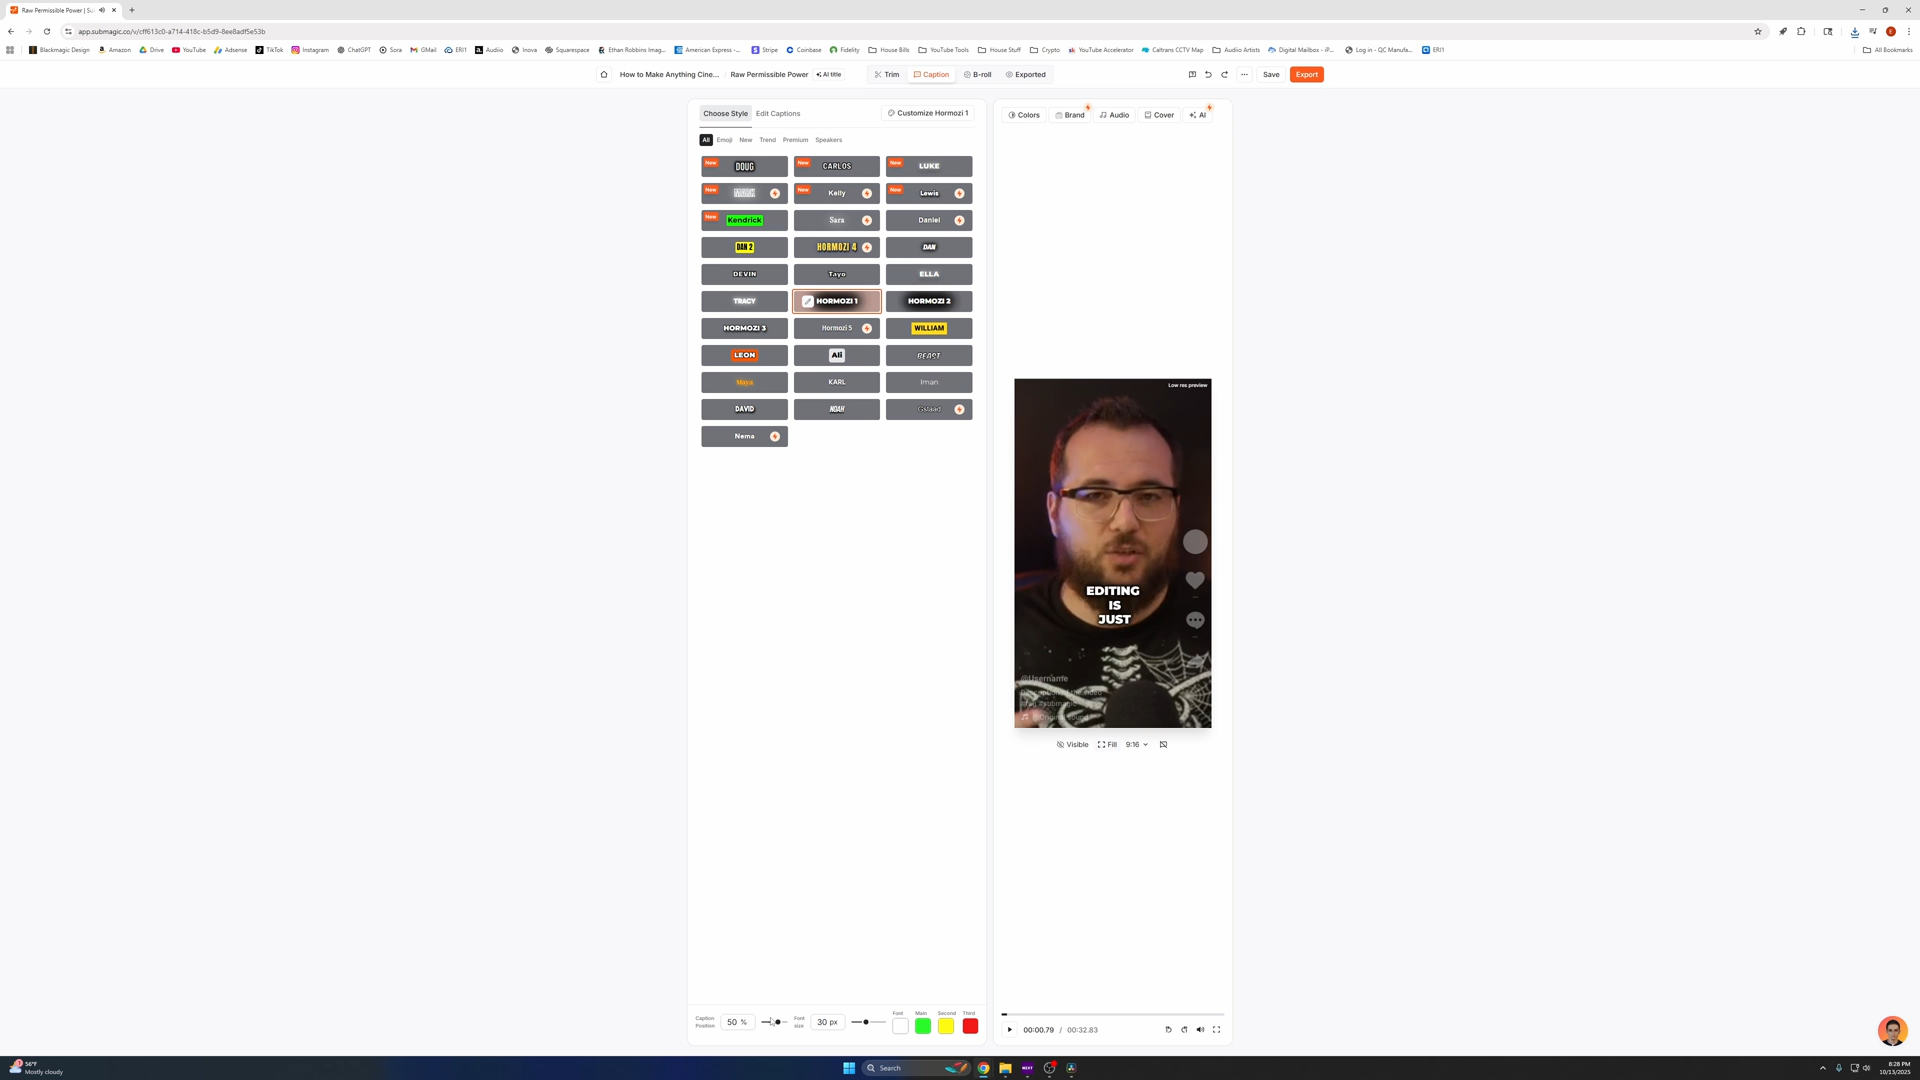 Raw Permissible Power | Su
app.submagic.co/v/cff613c0-a714-418c-b5d9-8ee8adf5e53b
Blackmagic Design Amazon Drive YouTube Adsense TikTok Instagram ChatGPT Sora GMail ERI1 Audiio Inova Squarespace Ethan Robbins Imag... American Express -... Stripe Coinbase Fidelity House Bills YouTube Tools House Stuff Crypto YouTube Accelerator Caltrans CCTV Map Audiio Artists Digital Mailbox - iP... Log in - QC Manufa... ERI1 All Bookmarks
How to Make Anything Cine... Raw Permissible Power AI title Trim Caption B-roll Exported Save Export
Choose Style Edit Captions Customize Hormozi 1
All Emoji New Trend Premium Speakers
New DOUG New CARLOS New LUKE
New New Kelly New Lewis
New Kendrick Sara Daniel
DAN 2 HORMOZI 4 DAN
DEVIN Tayo ELLA
TRACY HORMOZI 1 HORMOZI 2
HORMOZI 3 Hormozi 5 WILLIAM
LEON Ali BEAST
Maya KARL Iman
DAVID NOAH Gstaad
Nema
Caption Position 50 % Font size 30 px Font Main Second Third
Colors Brand Audio Cover AI
Low res preview
EDITING
IS
JUST
@Username
Visible Fill 9:16
00:00.79 / 00:32.83
56°F
Mostly cloudy
Search
8:28 PM
10/13/2025